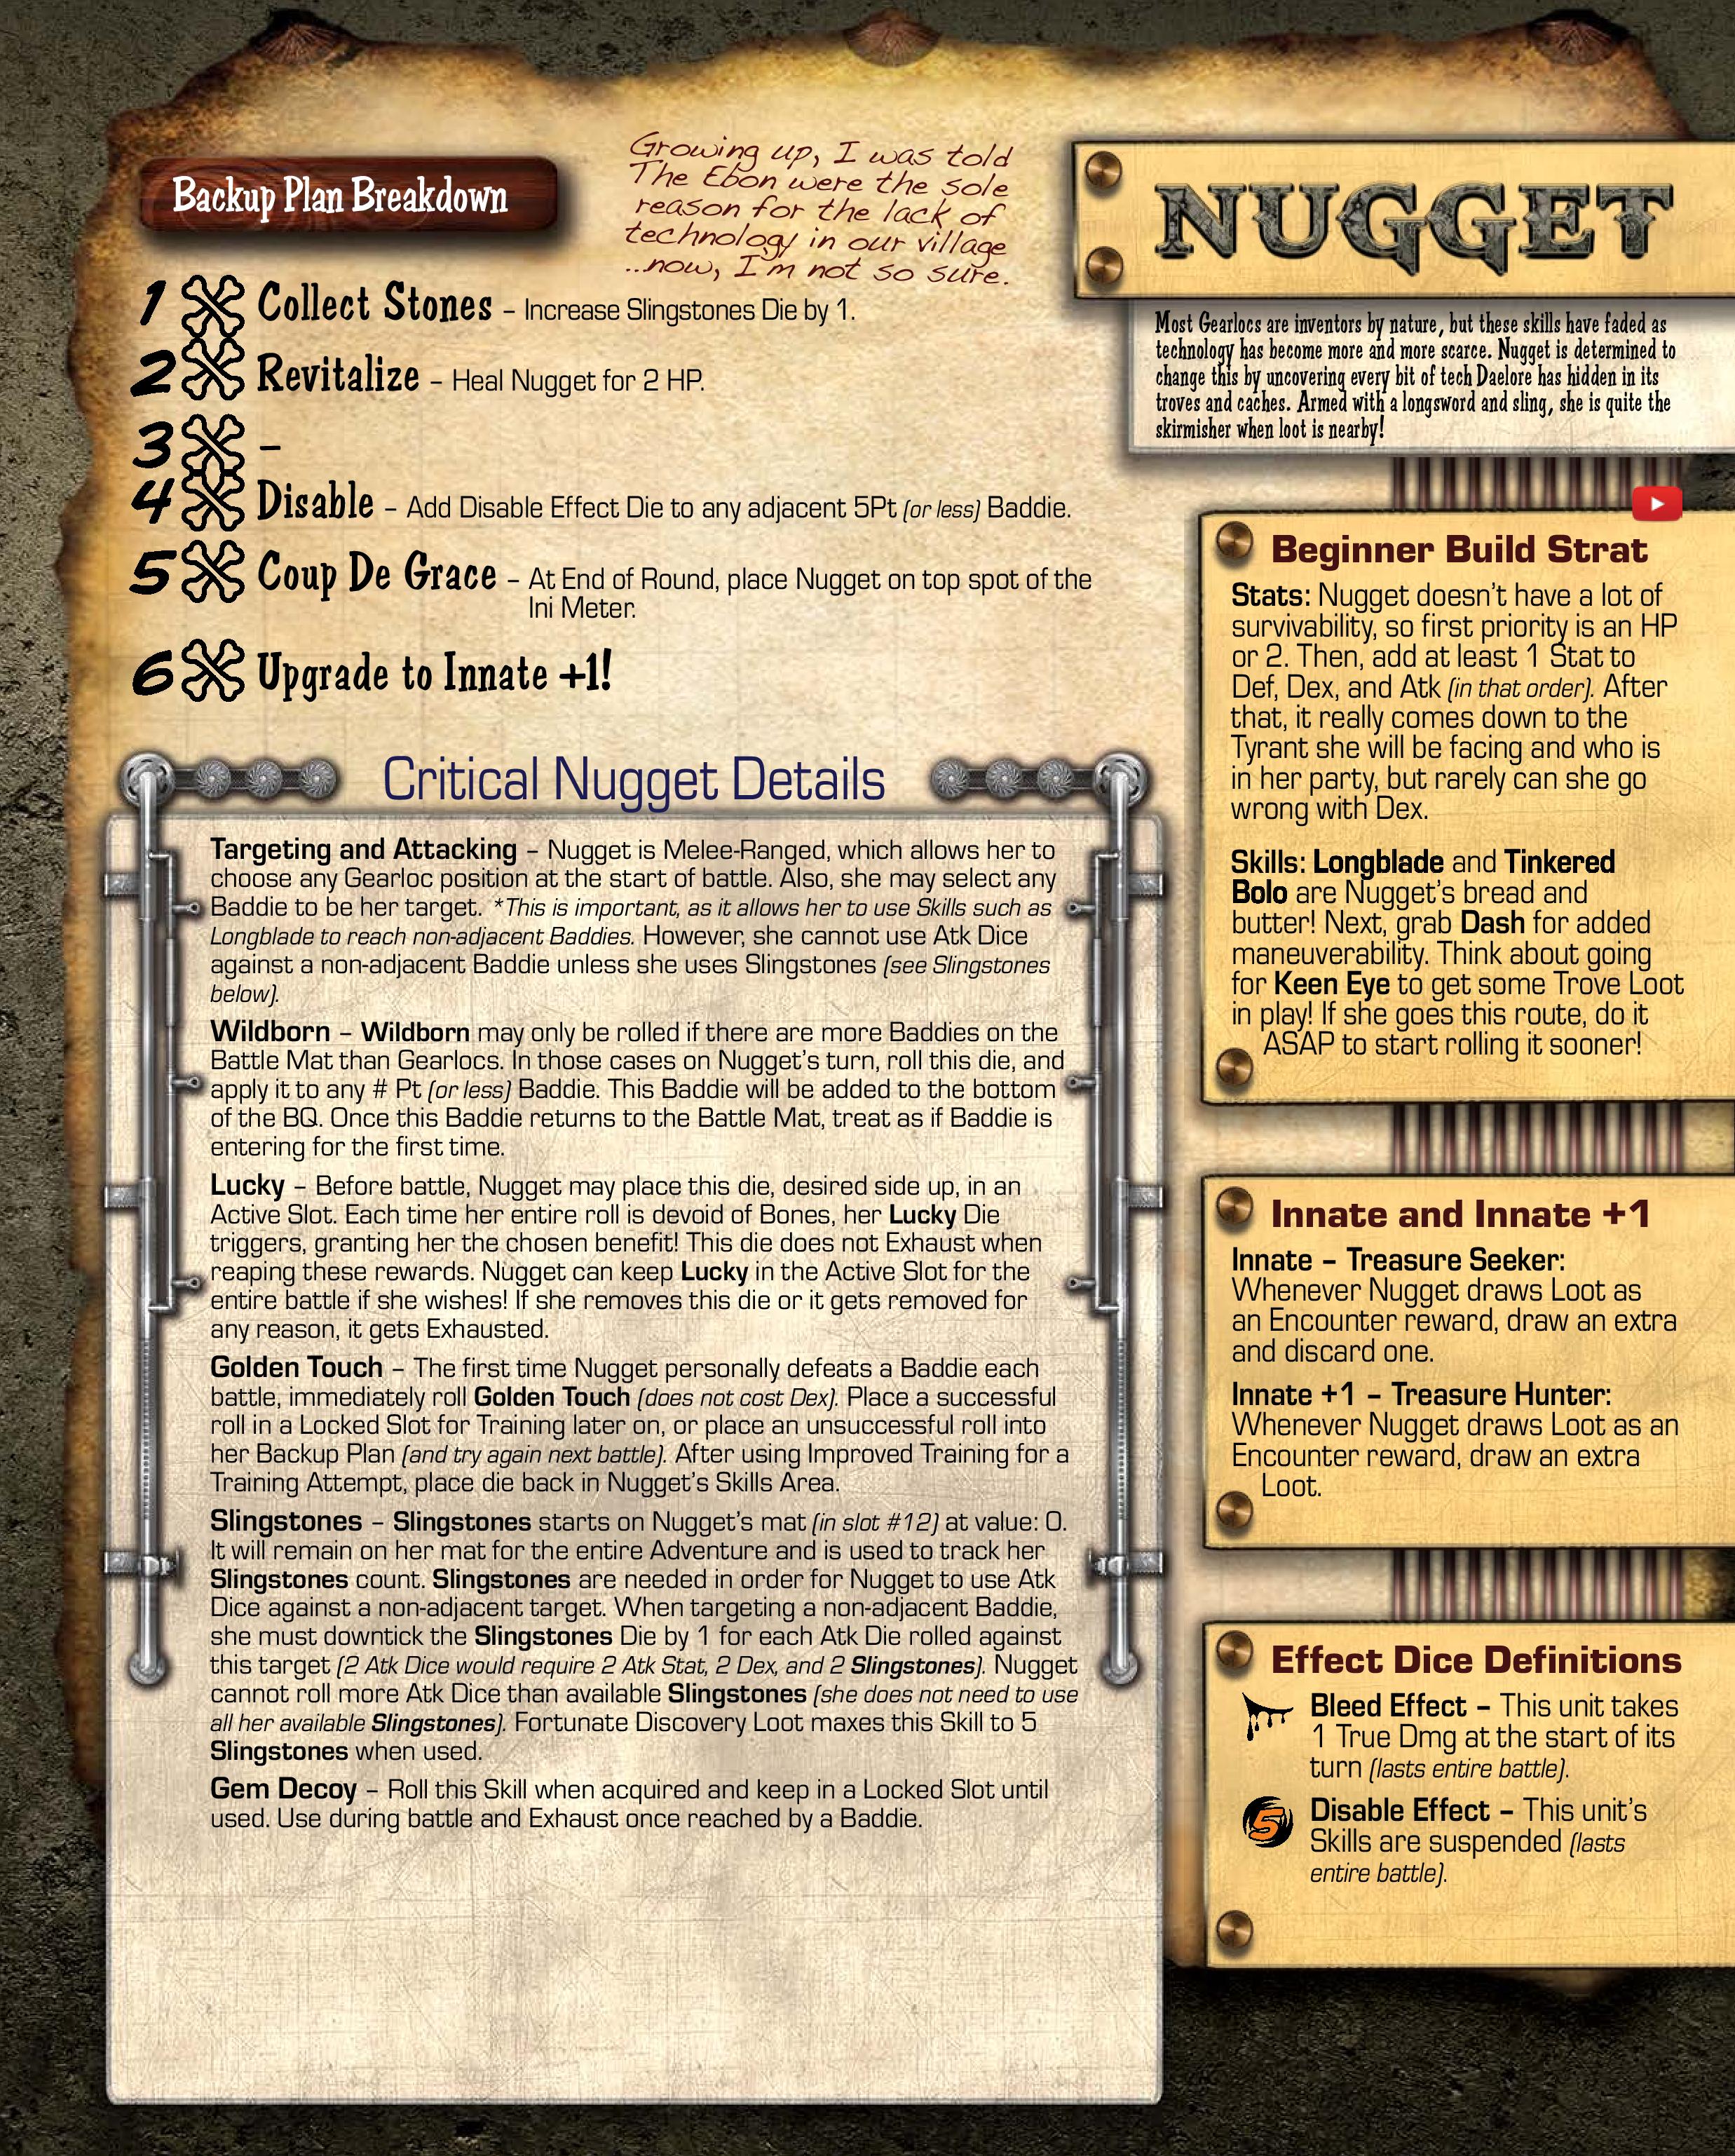 Backup Plan Breakdown
Growing up, I was told
The Ebon were the sole
reason for the lack of
technology in our village
...now, I'm not so sure.
1 Collect Stones – Increase Slingstones Die by 1.
2 Revitalize – Heal Nugget for 2 HP.
3 –
4 Disable – Add Disable Effect Die to any adjacent 5Pt (or less) Baddie.
5 Coup De Grace – At End of Round, place Nugget on top spot of the
Ini Meter.
6 Upgrade to Innate +1!
Critical Nugget Details
Targeting and Attacking – Nugget is Melee-Ranged, which allows her to
choose any Gearloc position at the start of battle. Also, she may select any
Baddie to be her target. *This is important, as it allows her to use Skills such as
Longblade to reach non-adjacent Baddies. However, she cannot use Atk Dice
against a non-adjacent Baddie unless she uses Slingstones (see Slingstones
below).
Wildborn – Wildborn may only be rolled if there are more Baddies on the
Battle Mat than Gearlocs. In those cases on Nugget's turn, roll this die, and
apply it to any # Pt (or less) Baddie. This Baddie will be added to the bottom
of the BQ. Once this Baddie returns to the Battle Mat, treat as if Baddie is
entering for the first time.
Lucky – Before battle, Nugget may place this die, desired side up, in an
Active Slot. Each time her entire roll is devoid of Bones, her Lucky Die
triggers, granting her the chosen benefit! This die does not Exhaust when
reaping these rewards. Nugget can keep Lucky in the Active Slot for the
entire battle if she wishes! If she removes this die or it gets removed for
any reason, it gets Exhausted.
Golden Touch – The first time Nugget personally defeats a Baddie each
battle, immediately roll Golden Touch (does not cost Dex). Place a successful
roll in a Locked Slot for Training later on, or place an unsuccessful roll into
her Backup Plan (and try again next battle). After using Improved Training for a
Training Attempt, place die back in Nugget's Skills Area.
Slingstones – Slingstones starts on Nugget's mat (in slot #12) at value: 0.
It will remain on her mat for the entire Adventure and is used to track her
Slingstones count. Slingstones are needed in order for Nugget to use Atk
Dice against a non-adjacent target. When targeting a non-adjacent Baddie,
she must downtick the Slingstones Die by 1 for each Atk Die rolled against
this target (2 Atk Dice would require 2 Atk Stat, 2 Dex, and 2 Slingstones). Nugget
cannot roll more Atk Dice than available Slingstones (she does not need to use
all her available Slingstones). Fortunate Discovery Loot maxes this Skill to 5
Slingstones when used.
Gem Decoy – Roll this Skill when acquired and keep in a Locked Slot until
used. Use during battle and Exhaust once reached by a Baddie.
NUGGET
Most Gearlocs are inventors by nature, but these skills have faded as
technology has become more and more scarce. Nugget is determined to
change this by uncovering every bit of tech Daelore has hidden in its
troves and caches. Armed with a longsword and sling, she is quite the
skirmisher when loot is nearby!
Beginner Build Strat
Stats: Nugget doesn't have a lot of
survivability, so first priority is an HP
or 2. Then, add at least 1 Stat to
Def, Dex, and Atk (in that order). After
that, it really comes down to the
Tyrant she will be facing and who is
in her party, but rarely can she go
wrong with Dex.
Skills: Longblade and Tinkered
Bolo are Nugget's bread and
butter! Next, grab Dash for added
maneuverability. Think about going
for Keen Eye to get some Trove Loot
in play! If she goes this route, do it
ASAP to start rolling it sooner!
Innate and Innate +1
Innate – Treasure Seeker:
Whenever Nugget draws Loot as
an Encounter reward, draw an extra
and discard one.
Innate +1 – Treasure Hunter:
Whenever Nugget draws Loot as an
Encounter reward, draw an extra
Loot.
Effect Dice Definitions
Bleed Effect – This unit takes
1 True Dmg at the start of its
turn (lasts entire battle).
5 Disable Effect – This unit's
Skills are suspended (lasts
entire battle).